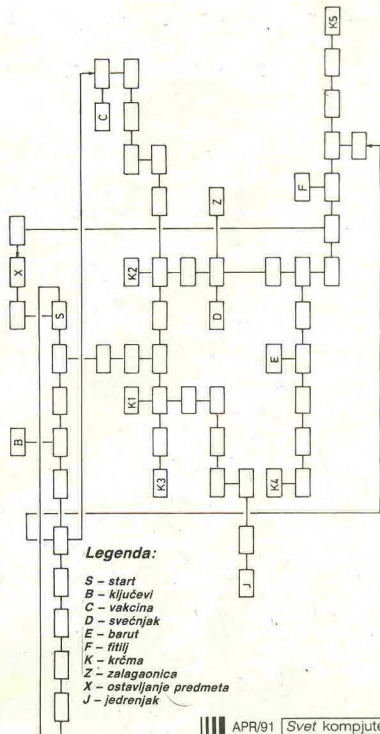 K5
C
F
Z
X
K2
D
S
E
K1
B
K3
K4
J
Legenda:
S – start
B – ključevi
C – vakcina
D – svećnjak
E – barut
F – fitilj
K – krčma
Z – zalagaonica
X – ostavljanje predmeta
J – jedrenjak
APR/91 Svet kompjute